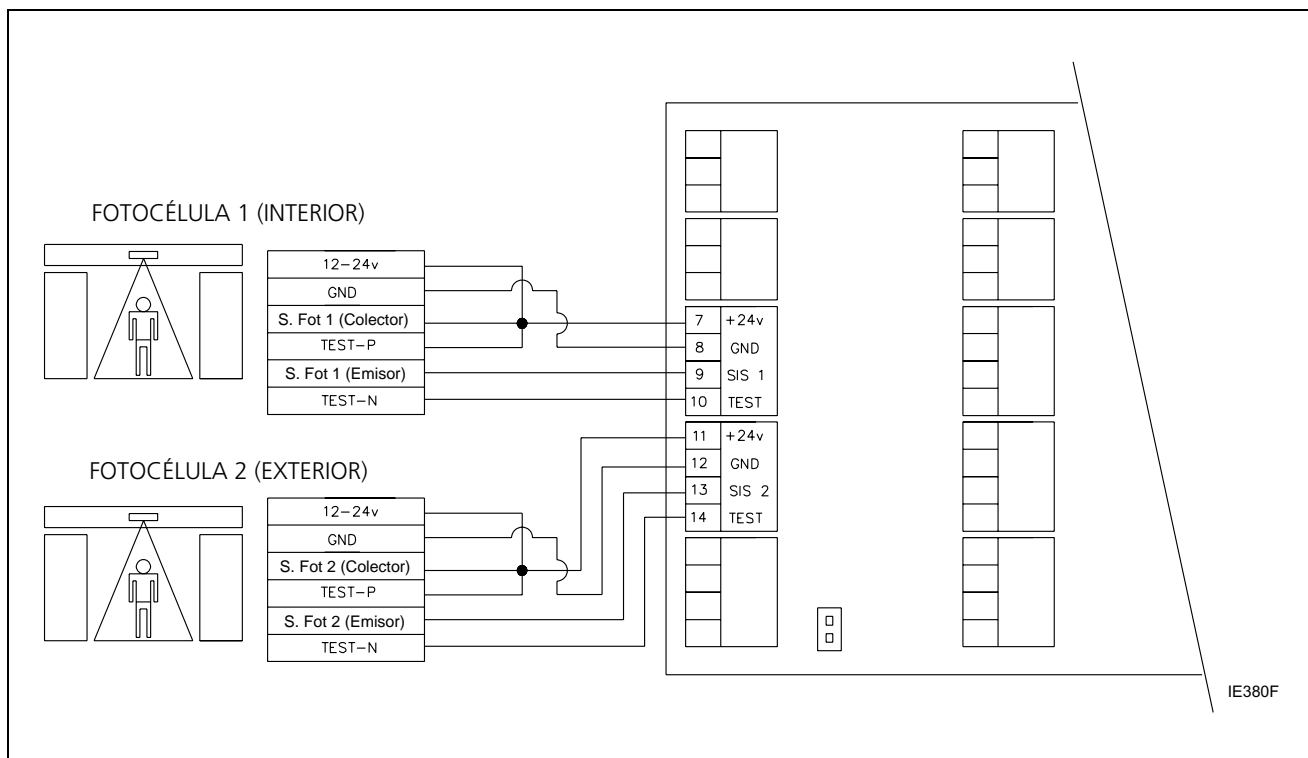 FOTOCÉLULA 1 (INTERIOR)
12-24v
GND
S. Fot 1 (Colector)
TEST-P
S. Fot 1 (Emisor)
TEST-N
7 +24v
8 GND
9 SIS 1
10 TEST
FOTOCÉLULA 2 (EXTERIOR)
12-24v
GND
S. Fot 2 (Colector)
TEST-P
S. Fot 2 (Emisor)
TEST-N
11 +24v
12 GND
13 SIS 2
14 TEST
IE380F